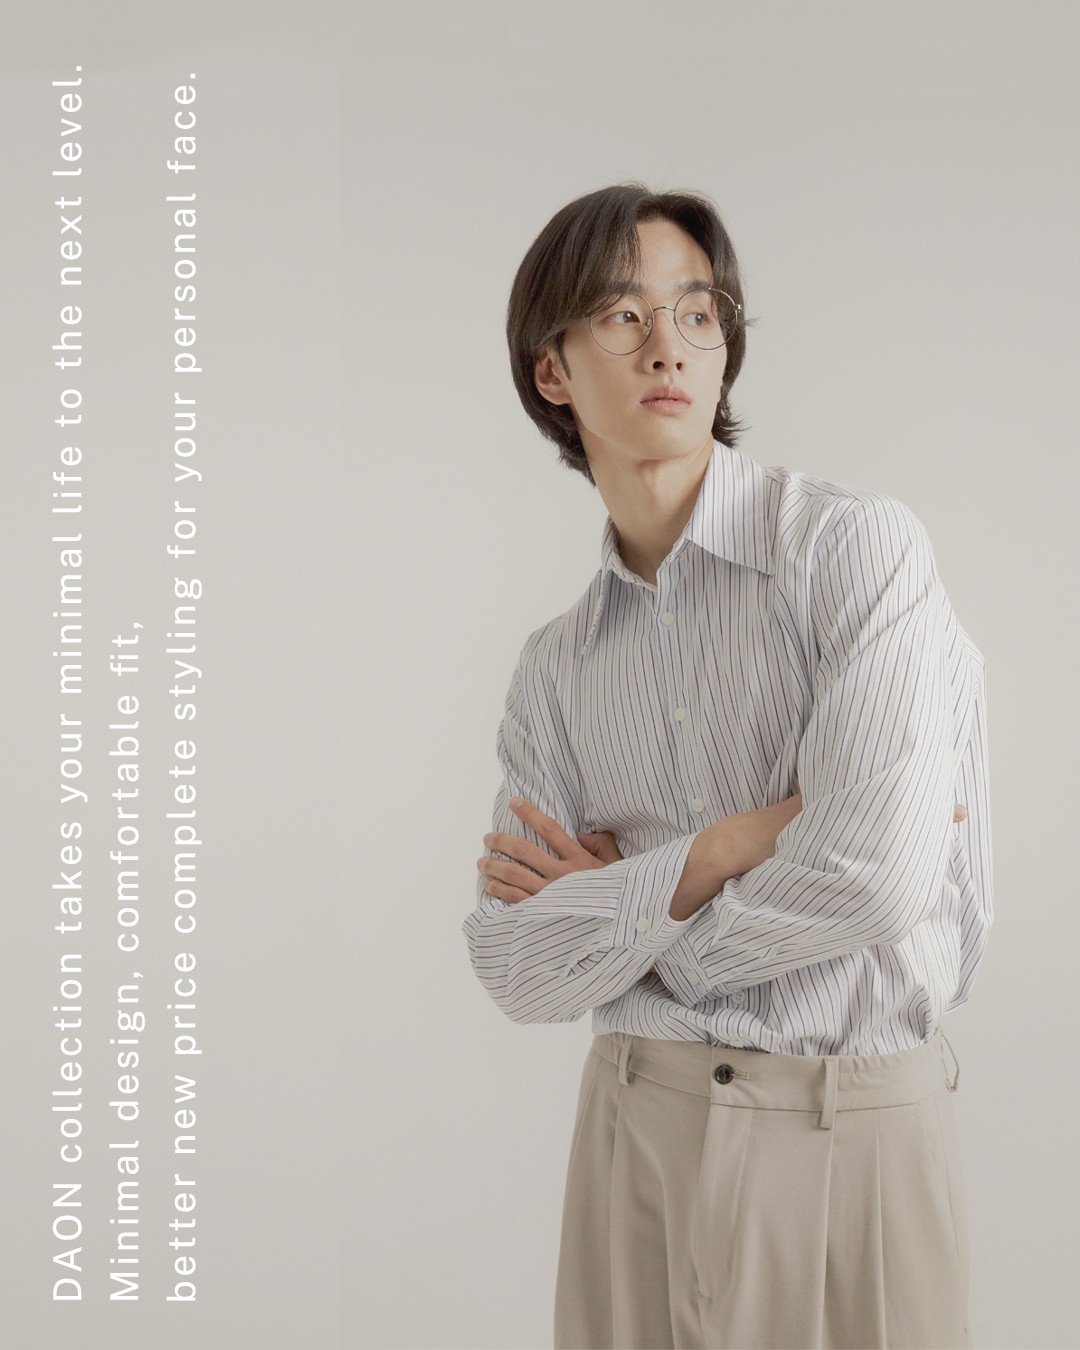 DAON collection takes your minimal life to the next level.
Minimal design, comfortable fit,
better new price complete styling for your personal face.